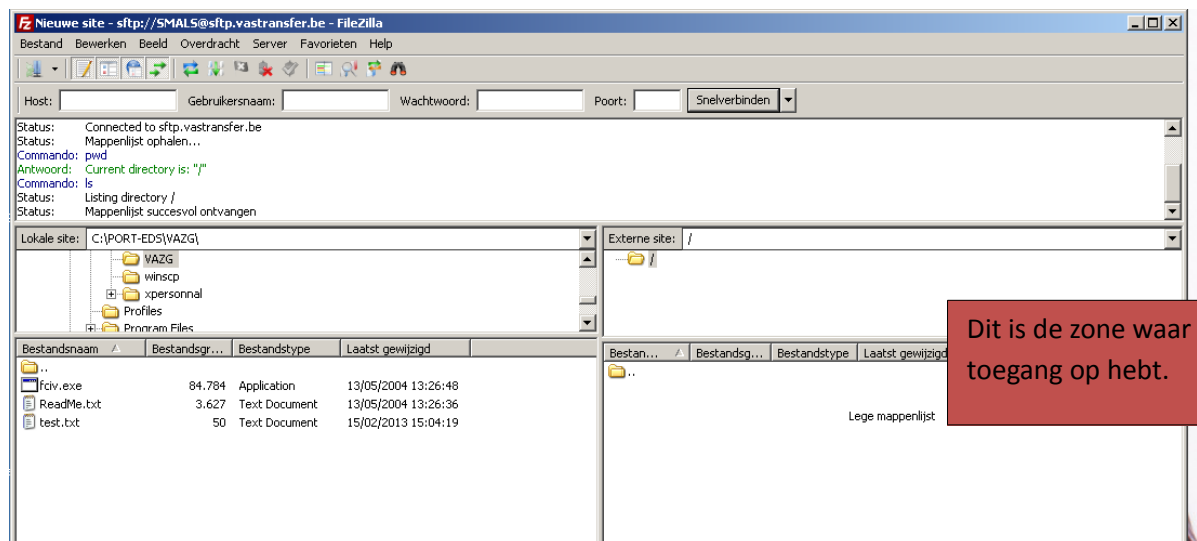 Nieuwe site - sftp://SMALS@sftp.vastransfer.be - FileZilla
Bestand Bewerken Beeld Overdracht Server Favorieten Help
Host: Gebruikersnaam: Wachtwoord: Poort: Snelverbinden
Status: Connected to sftp.vastransfer.be
Status: Mappenlijst ophalen...
Commando: pwd
Antwoord: Current directory is: "/"
Commando: ls
Status: Listing directory /
Status: Mappenlijst succesvol ontvangen
Lokale site: C:\PORT-EDS\VAZG\
VAZG
winscp
xpersonnal
Profiles
Program Files
Bestandsnaam Bestandsgr... Bestandstype Laatst gewijzigd
..
fciv.exe 84.784 Application 13/05/2004 13:26:48
ReadMe.txt 3.627 Text Document 13/05/2004 13:26:36
test.txt 50 Text Document 15/02/2013 15:04:19
Externe site: /
/
Bestan... Bestandsg... Bestandstype Laatst gewijzigd
..
Lege mappenlijst
Dit is de zone waar
toegang op hebt.